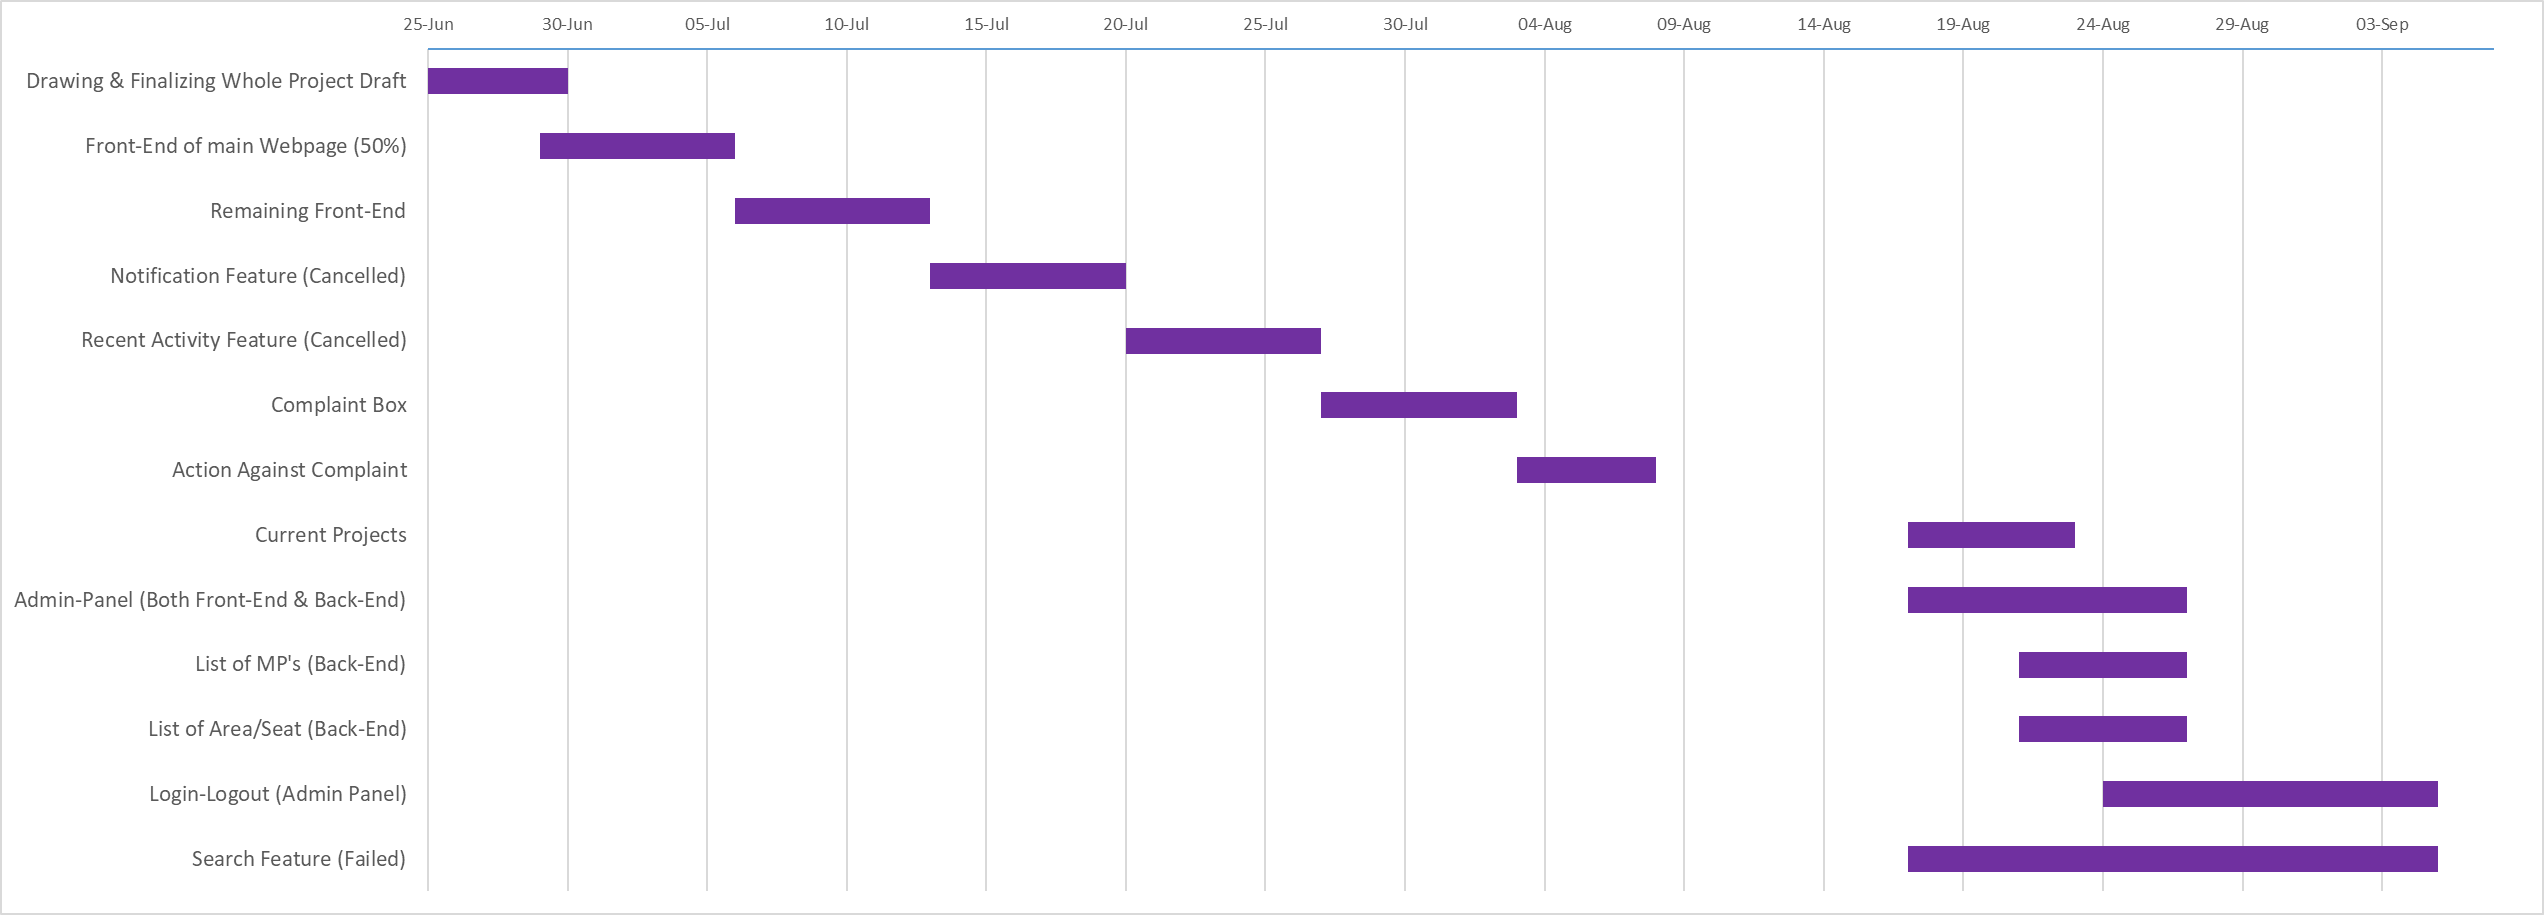 25-Jun 30-Jun 05-Jul 10-Jul 15-Jul 20-Jul 25-Jul 30-Jul 04-Aug 09-Aug 14-Aug 19-Aug 24-Aug 29-Aug 03-Sep
Drawing & Finalizing Whole Project Draft
Front-End of main Webpage (50%)
Remaining Front-End
Notification Feature (Cancelled)
Recent Activity Feature (Cancelled)
Complaint Box
Action Against Complaint
Current Projects
Admin-Panel (Both Front-End & Back-End)
List of MP's (Back-End)
List of Area/Seat (Back-End)
Login-Logout (Admin Panel)
Search Feature (Failed)